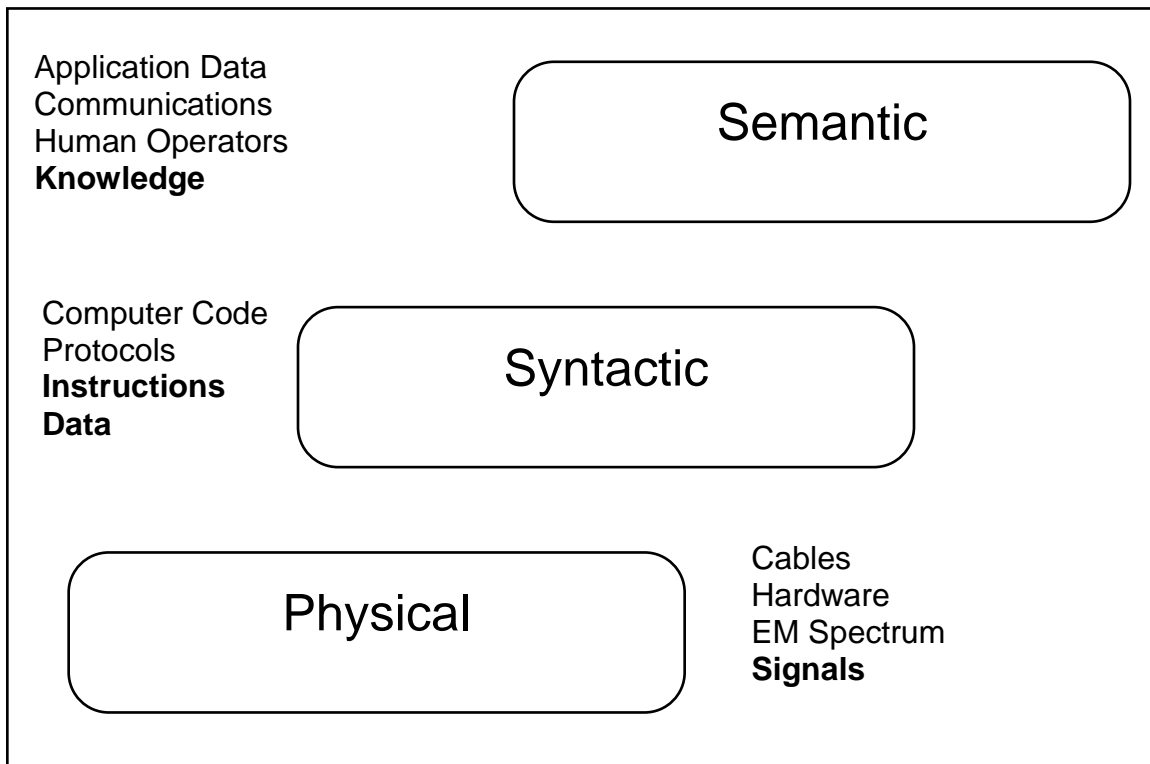 Application Data
Communications
Human Operators
Knowledge
Semantic
Computer Code
Protocols
Instructions
Data
Syntactic
Physical
Cables
Hardware
EM Spectrum
Signals